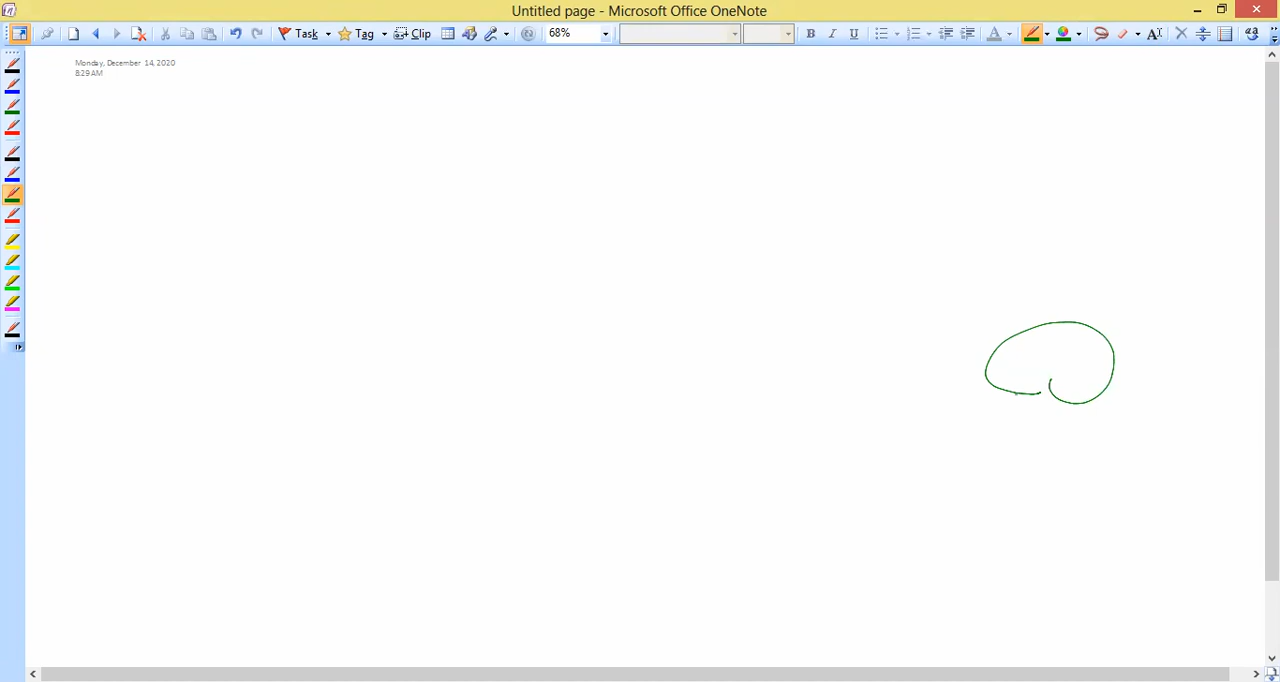 Untitled page - Microsoft Office OneNote
Task Tag Clip 68% B I U A A
Monday, December 14, 2020
8:29 AM